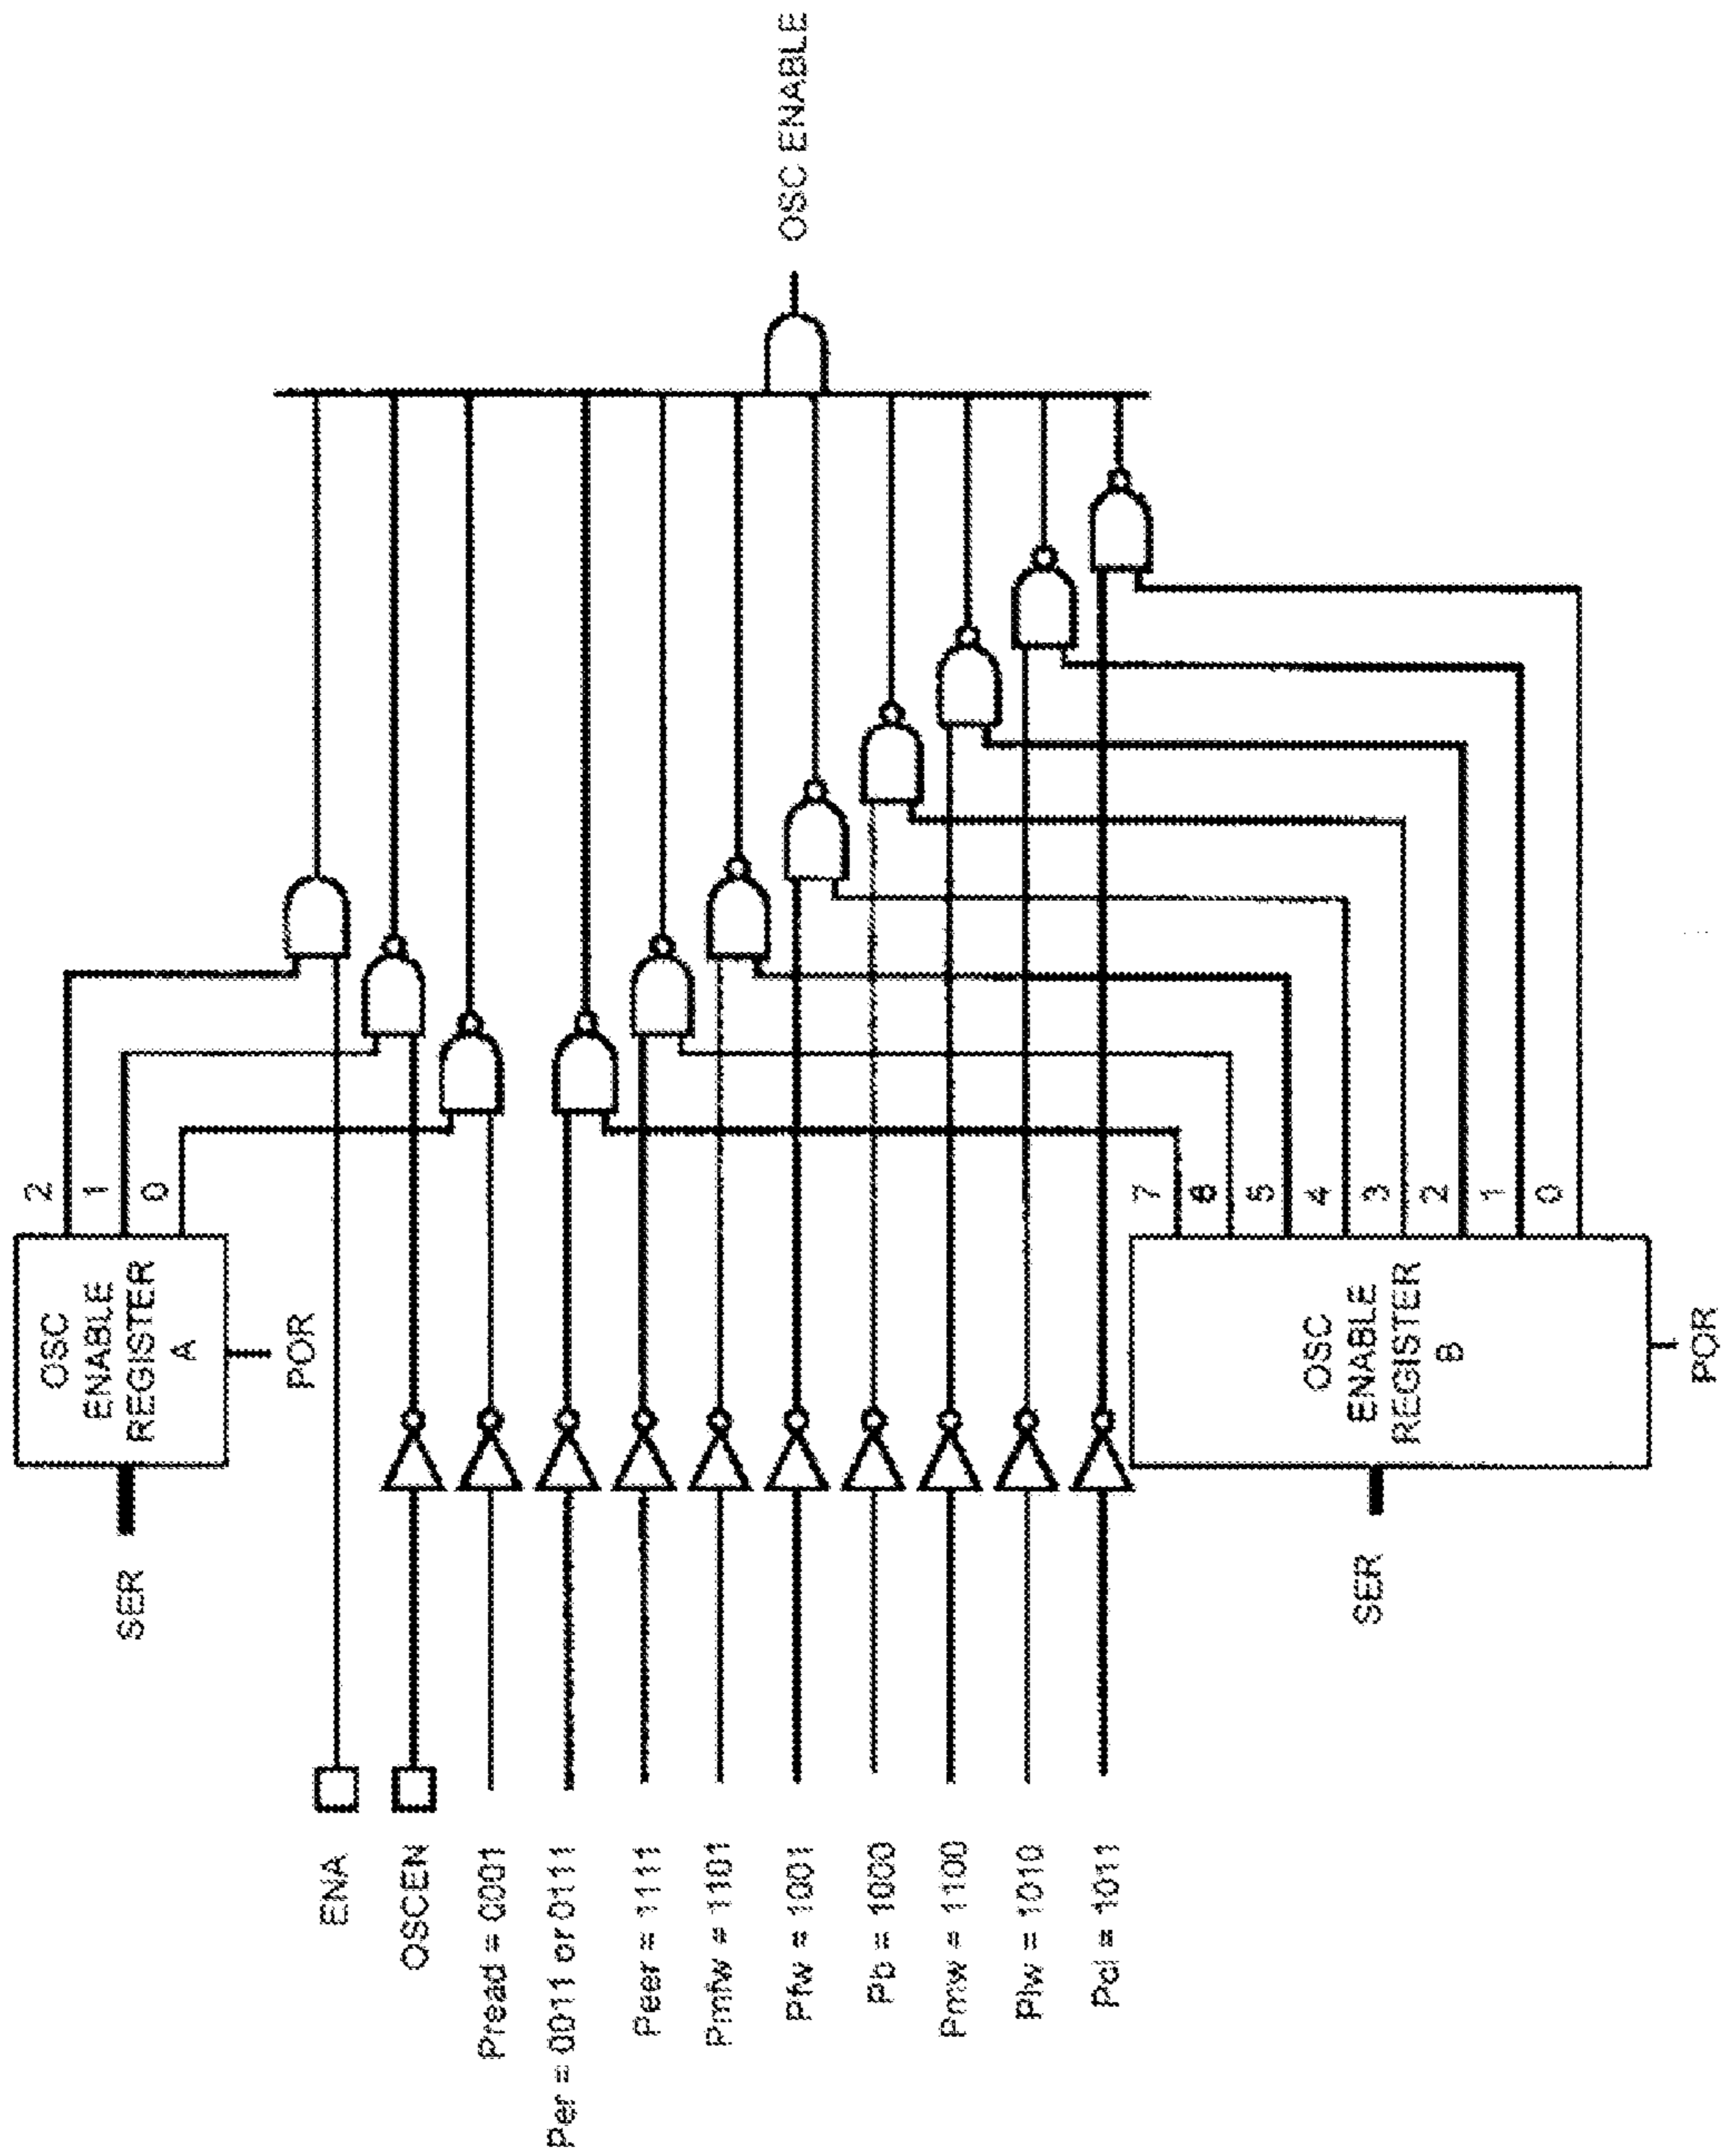 OSC
ENABLE
REGISTER
A
2
1
0
SER
POR
ENA
OSCEN
Pread = 0001
Per = 0011 or 0111
Peer = 1111
Pmfw = 1101
Pfw = 1001
Pb = 1000
Pmw = 1100
Plw = 1010
Pcl = 1011
OSC ENABLE
OSC
ENABLE
REGISTER
B
7
6
5
4
3
2
1
0
SER
POR